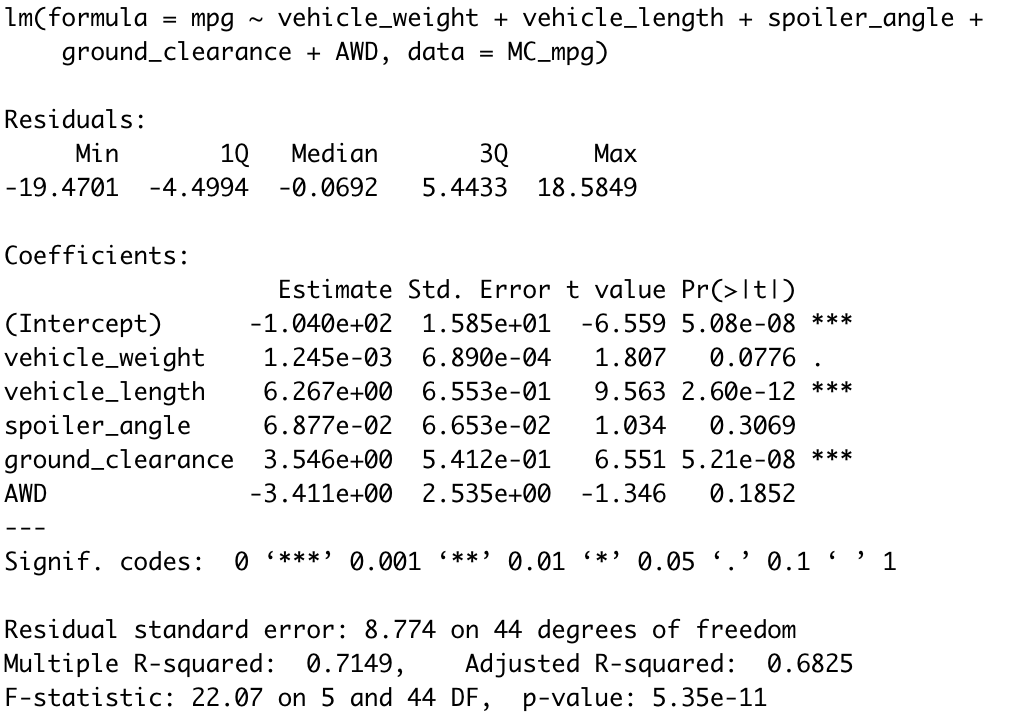 lm(formula = mpg ~ vehicle_weight + vehicle_length + spoiler_angle +
    ground_clearance + AWD, data = MC_mpg)

Residuals:
     Min       1Q   Median       3Q      Max
-19.4701  -4.4994  -0.0692   5.4433  18.5849

Coefficients:
                   Estimate Std. Error t value Pr(>|t|)
(Intercept)      -1.040e+02  1.585e+01  -6.559 5.08e-08 ***
vehicle_weight    1.245e-03  6.890e-04   1.807   0.0776 .
vehicle_length    6.267e+00  6.553e-01   9.563 2.60e-12 ***
spoiler_angle     6.877e-02  6.653e-02   1.034   0.3069
ground_clearance  3.546e+00  5.412e-01   6.551 5.21e-08 ***
AWD              -3.411e+00  2.535e+00  -1.346   0.1852
---
Signif. codes:  0 ‘***’ 0.001 ‘**’ 0.01 ‘*’ 0.05 ‘.’ 0.1 ‘ ’ 1

Residual standard error: 8.774 on 44 degrees of freedom
Multiple R-squared:  0.7149,    Adjusted R-squared:  0.6825
F-statistic: 22.07 on 5 and 44 DF,  p-value: 5.35e-11